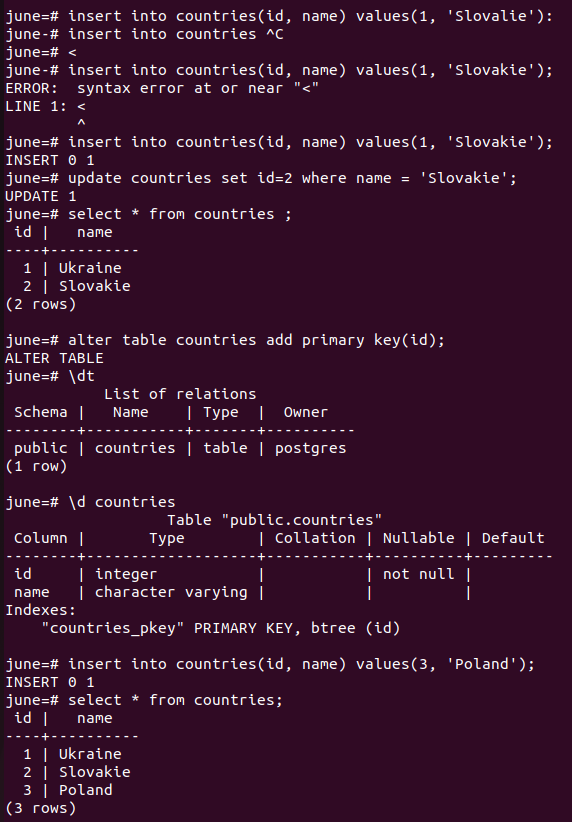 june=# insert into countries(id, name) values(1, 'Slovalie'):
june-# insert into countries ^C
june=# <
june-# insert into countries(id, name) values(1, 'Slovakie');
ERROR:  syntax error at or near "<"
LINE 1: <
        ^
june=# insert into countries(id, name) values(1, 'Slovakie');
INSERT 0 1
june=# update countries set id=2 where name = 'Slovakie';
UPDATE 1
june=# select * from countries ;
 id |   name
----+----------
  1 | Ukraine
  2 | Slovakie
(2 rows)

june=# alter table countries add primary key(id);
ALTER TABLE
june=# \dt
           List of relations
 Schema |   Name    | Type  |  Owner
--------+-----------+-------+----------
 public | countries | table | postgres
(1 row)

june=# \d countries
                  Table "public.countries"
 Column |       Type        | Collation | Nullable | Default
--------+-------------------+-----------+----------+---------
 id     | integer           |           | not null |
 name   | character varying |           |          |
Indexes:
    "countries_pkey" PRIMARY KEY, btree (id)

june=# insert into countries(id, name) values(3, 'Poland');
INSERT 0 1
june=# select * from countries;
 id |   name
----+----------
  1 | Ukraine
  2 | Slovakie
  3 | Poland
(3 rows)